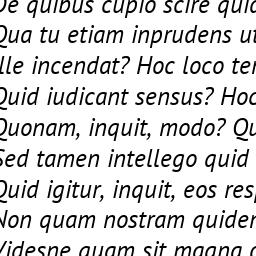 De quibus cupio scire quid
Qua tu etiam inprudens ut
Ille incendat? Hoc loco ten
Quid iudicant sensus? Hoc
Quonam, inquit, modo? Qu
Sed tamen intellego quid
Quid igitur, inquit, eos resp
Non quam nostram quiden
Videsne quam sit magna